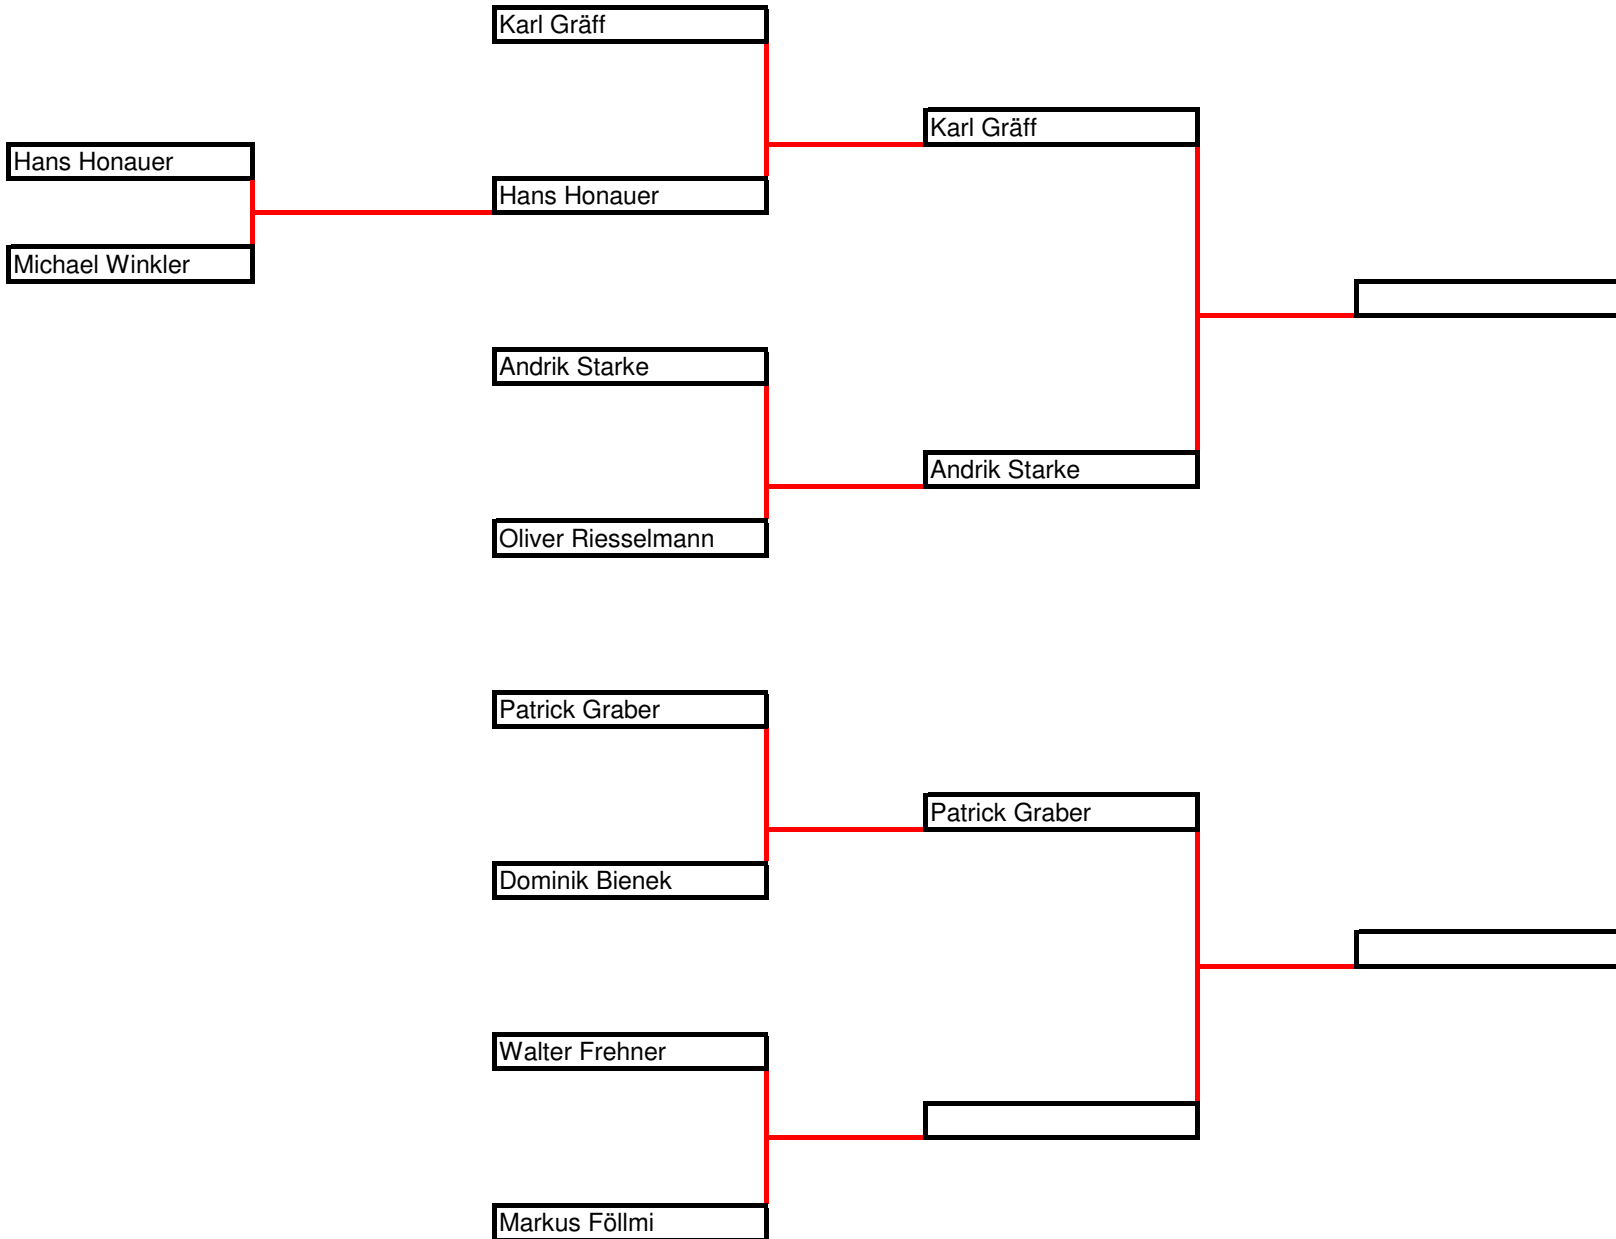 Karl Gräff
Karl Gräff
Hans Honauer
Hans Honauer
Michael Winkler
Andrik Starke
Andrik Starke
Oliver Riesselmann
Patrick Graber
Patrick Graber
Dominik Bienek
Walter Frehner
Markus Föllmi